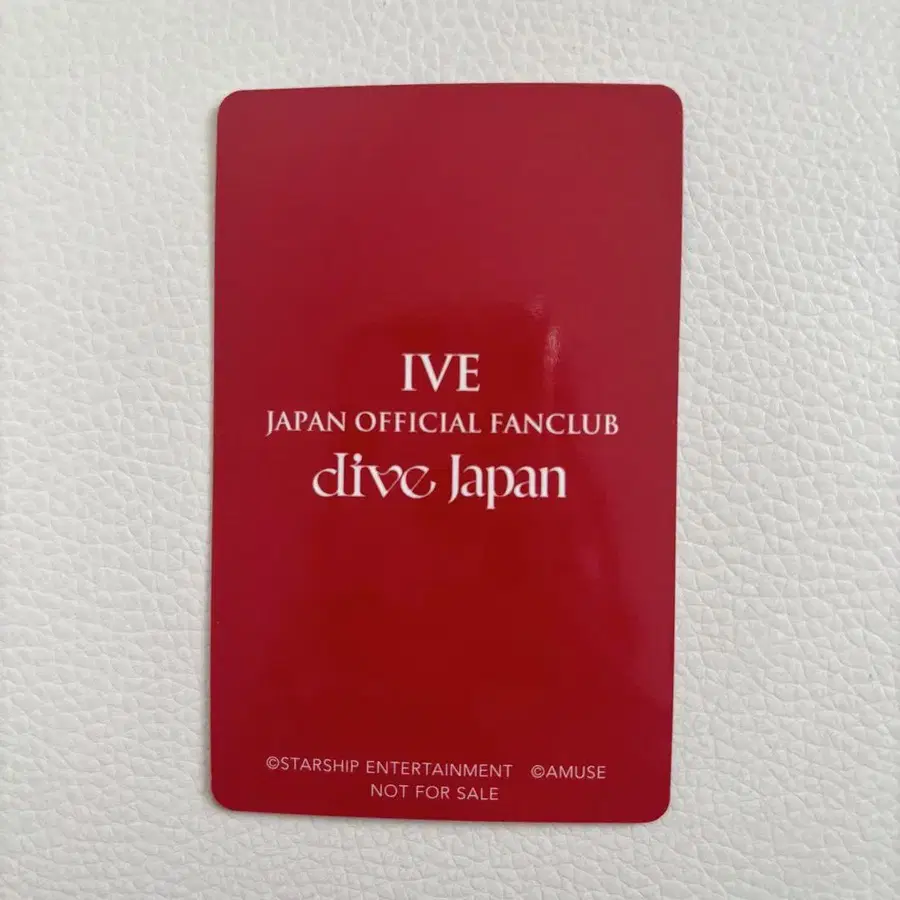 IVE
JAPAN OFFICIAL FANCLUB
dive Japan
©STARSHIP ENTERTAINMENT ©AMUSE
NOT FOR SALE